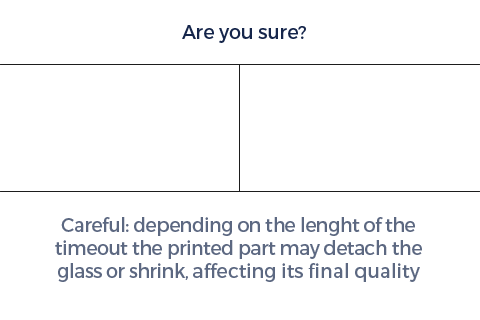 Are you sure?
Careful: depending on the lenght of the
timeout the printed part may detach the
glass or shrink, affecting its final quality